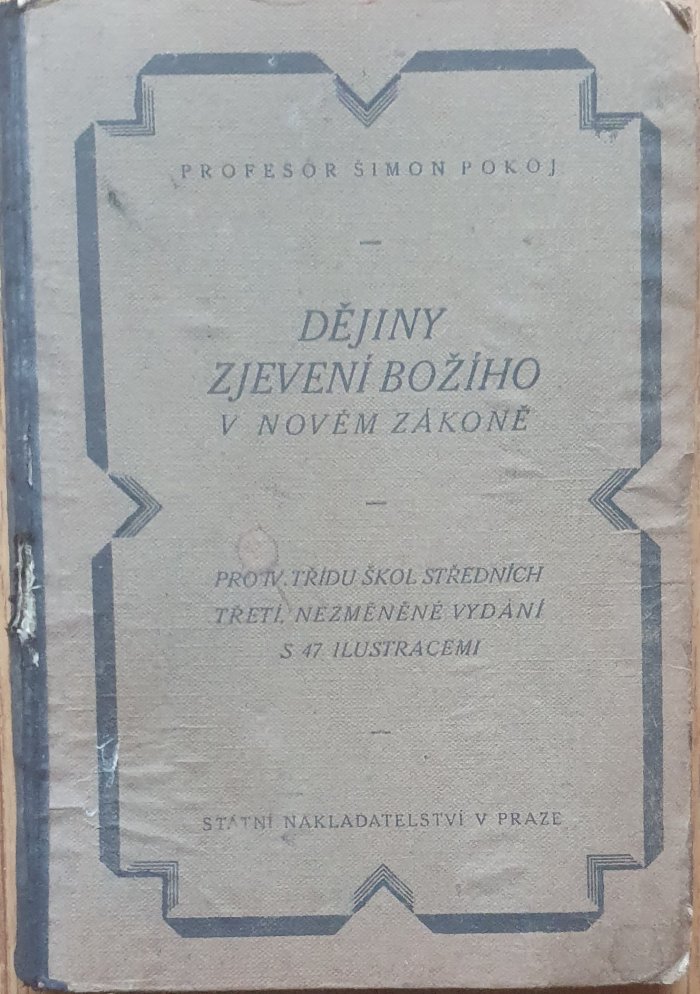 PROFESOR ŠIMON POKOJ
DĚJINY
ZJEVENÍ BOŽÍHO
V NOVÉM ZÁKONĚ
PRO IV. TŘÍDU ŠKOL STŘEDNÍCH
TŘETÍ, NEZMĚNĚNÉ VYDÁNÍ
S 47 ILUSTRACEMI
STÁTNÍ NAKLADATELSTVÍ V PRAZE